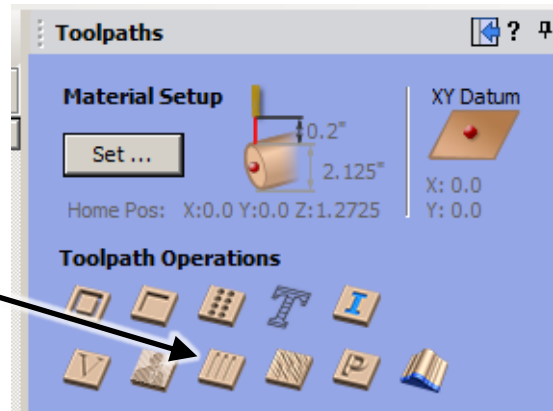 Toolpaths ?
Material Setup
XY Datum
0.2"
Set ...
2.125"
X: 0.0
Home Pos: X:0.0 Y:0.0 Z:1.2725
Y: 0.0
Toolpath Operations
T I
V P